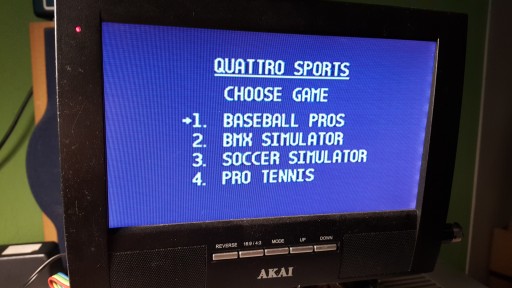 QUATTRO SPORTS
CHOOSE GAME
→1. BASEBALL PROS
2. BMX SIMULATOR
3. SOCCER SIMULATOR
4. PRO TENNIS
REVERSE 16:9 / 4:3 MODE UP DOWN
AKAI